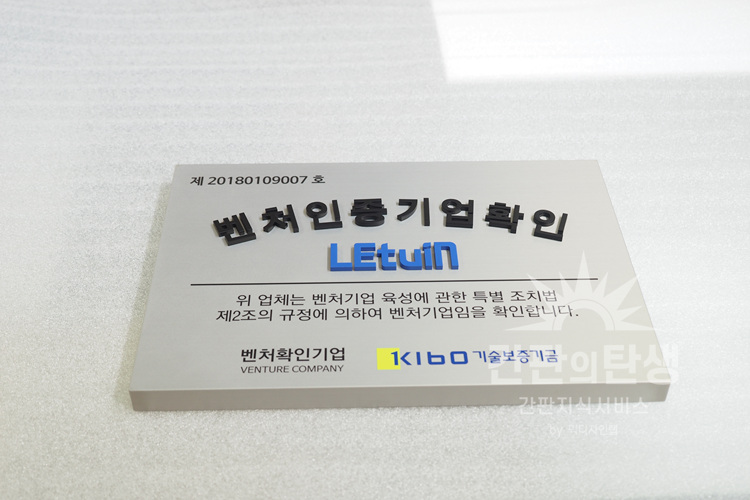 제 20180109007 호
벤처인증기업확인
LEtuiN
위 업체는 벤처기업 육성에 관한 특별 조치법
제2조의 규정에 의하여 벤처기업임을 확인합니다.
벤처확인기업
VENTURE COMPANY
KIBO 기술보증기금
간판의탄생
간판지식서비스
by